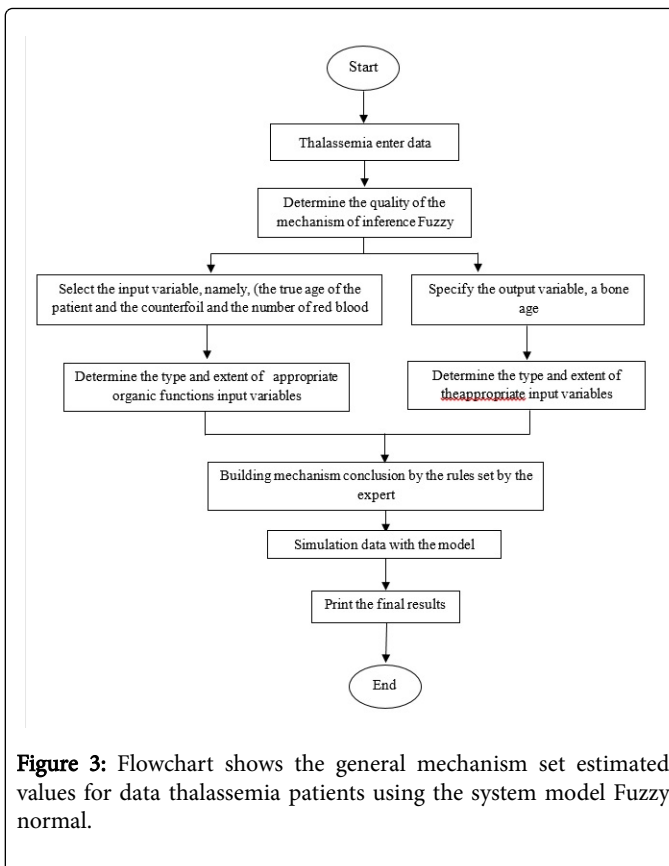 Start
Thalassemia enter data
Determine the quality of the
mechanism of inference Fuzzy
Select the input variable, namely, (the true age of the
patient and the counterfoil and the number of red blood
Specify the output variable, a bone
age
Determine the type and extent of appropriate
organic functions input variables
Determine the type and extent of
theappropriate input variables
Building mechanism conclusion by the rules set by the
expert
Simulation data with the model
Print the final results
End
Figure 3: Flowchart shows the general mechanism set estimated
values for data thalassemia patients using the system model Fuzzy
normal.